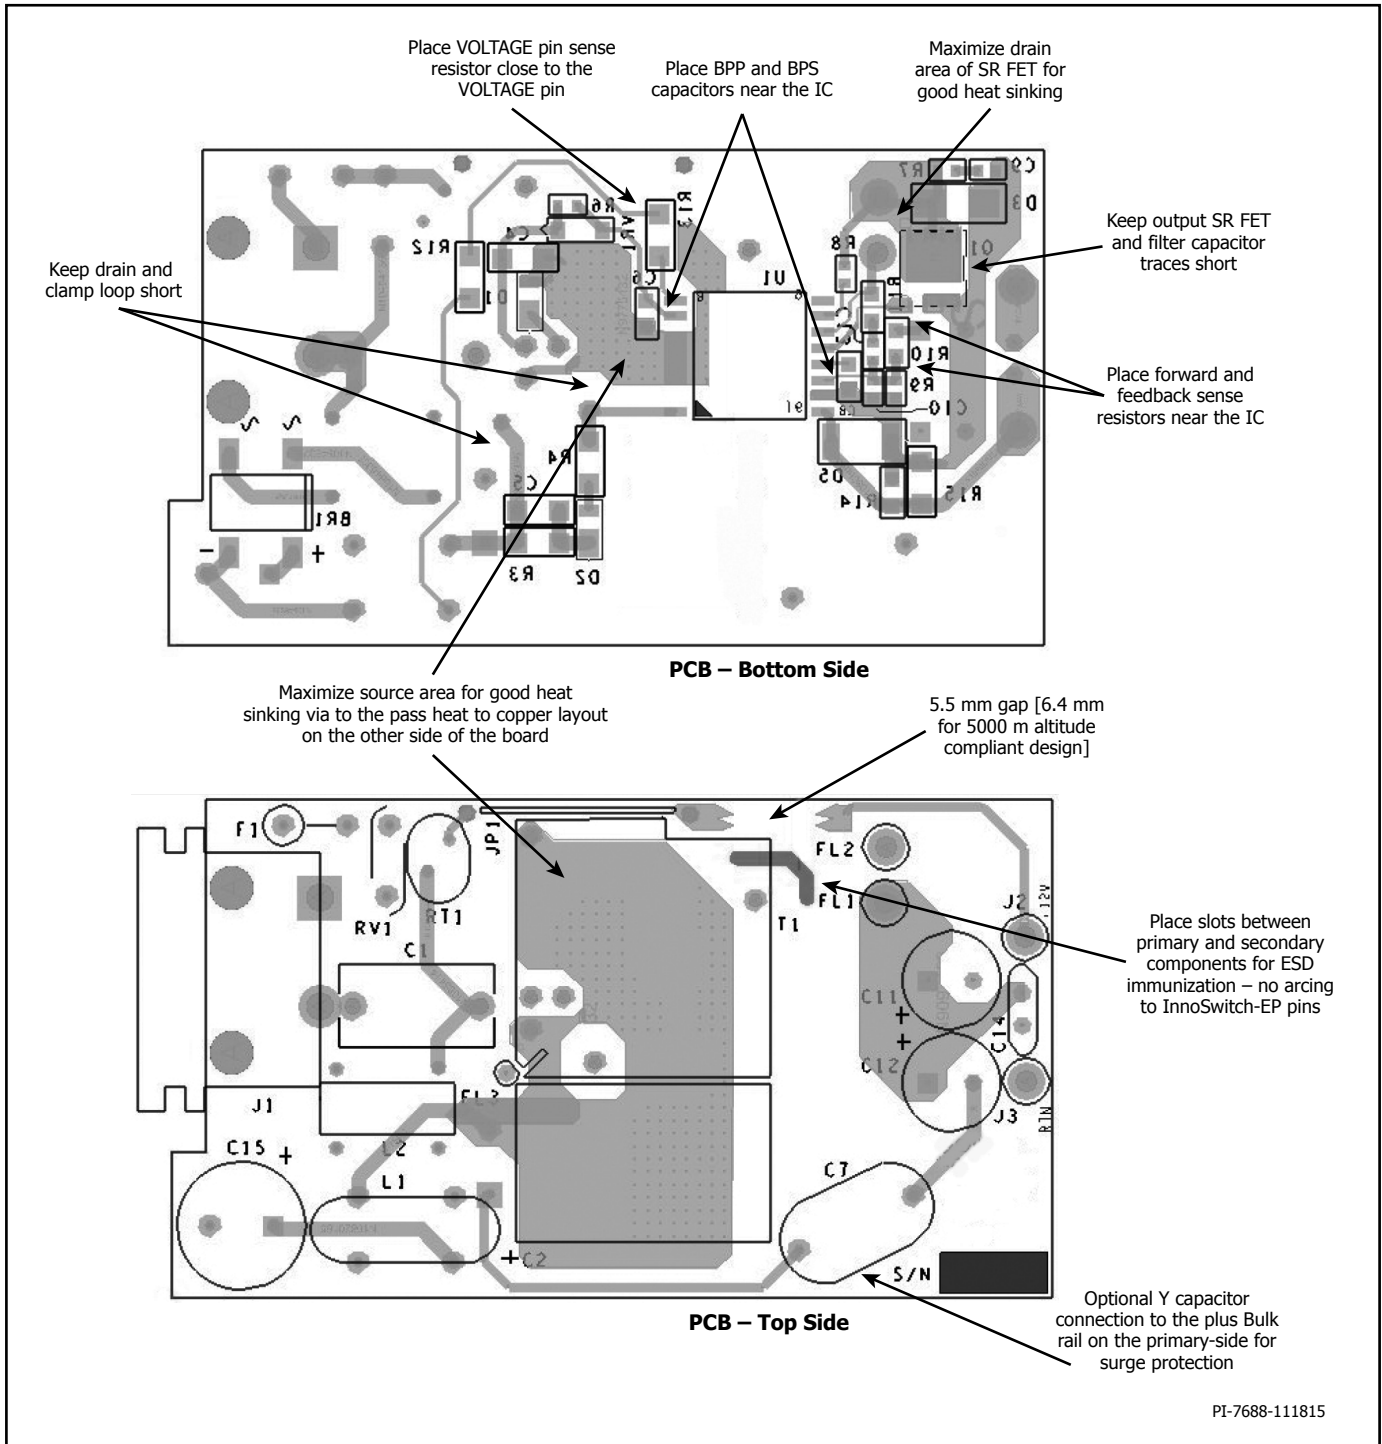 Place VOLTAGE pin sense
resistor close to the
VOLTAGE pin
Place BPP and BPS
capacitors near the IC
Maximize drain
area of SR FET for
good heat sinking
Keep drain and
clamp loop short
Keep output SR FET
and filter capacitor
traces short
Place forward and
feedback sense
resistors near the IC
R12
C4
R6
VR1
R13
C6
U1
R8
R7
C9
D3
Q1
R10
R9
C10
D5
R14
R15
R4
C5
R3
D2
BR1
- +
PCB – Bottom Side
Maximize source area for good heat
sinking via to the pass heat to copper layout
on the other side of the board
5.5 mm gap [6.4 mm
for 5000 m altitude
compliant design]
F1
JP1
RV1
RT1
C1
T1
FL2
FL1
J2
C11
+
+
C12
C14
J3
RTN
FL3
J1
C15 +
L2
L1
+C2
C7
S/N
Place slots between
primary and secondary
components for ESD
immunization – no arcing
to InnoSwitch-EP pins
PCB – Top Side
Optional Y capacitor
connection to the plus Bulk
rail on the primary-side for
surge protection
PI-7688-111815